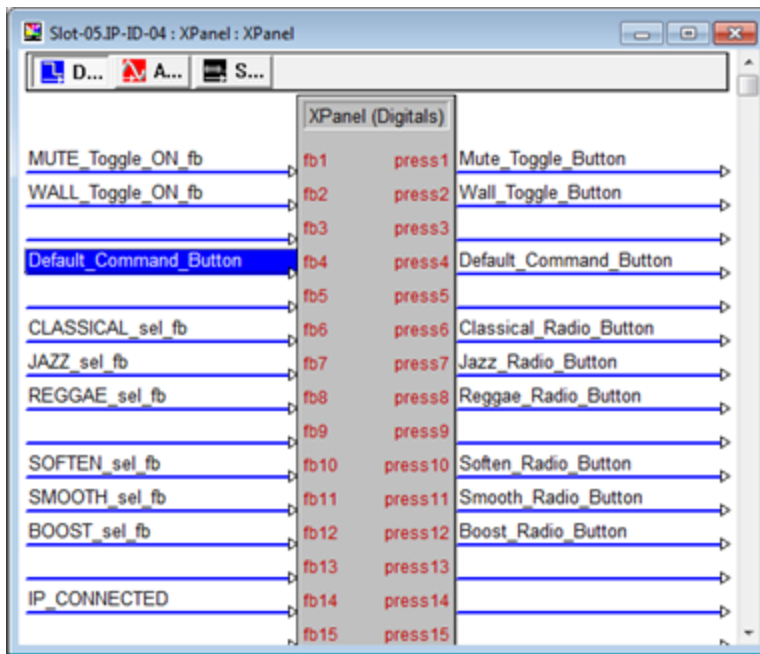 Slot-05.IP-ID-04 : XPanel : XPanel
D... A... S...
XPanel (Digitals)
MUTE_Toggle_ON_fb fb1 press1 Mute_Toggle_Button
WALL_Toggle_ON_fb fb2 press2 Wall_Toggle_Button
fb3 press3
Default_Command_Button fb4 press4 Default_Command_Button
fb5 press5
CLASSICAL_sel_fb fb6 press6 Classical_Radio_Button
JAZZ_sel_fb fb7 press7 Jazz_Radio_Button
REGGAE_sel_fb fb8 press8 Reggae_Radio_Button
fb9 press9
SOFTEN_sel_fb fb10 press10 Soften_Radio_Button
SMOOTH_sel_fb fb11 press11 Smooth_Radio_Button
BOOST_sel_fb fb12 press12 Boost_Radio_Button
fb13 press13
IP_CONNECTED fb14 press14
fb15 press15